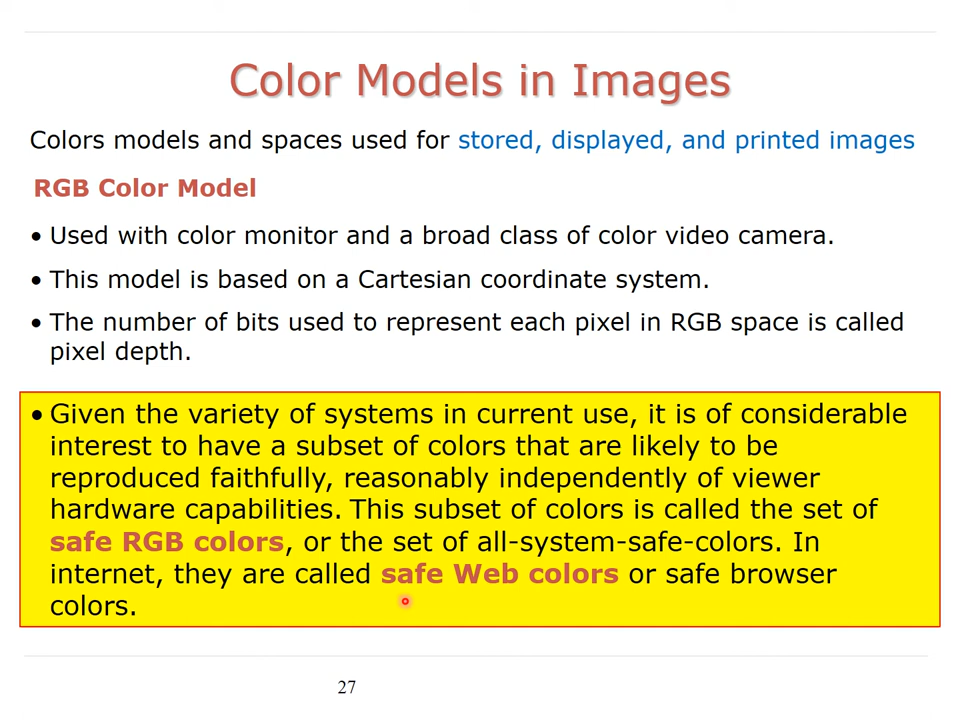 Color Models in Images
Colors models and spaces used for stored, displayed, and printed images
RGB Color Model
• Used with color monitor and a broad class of color video camera.
• This model is based on a Cartesian coordinate system.
• The number of bits used to represent each pixel in RGB space is called
pixel depth.
• Given the variety of systems in current use, it is of considerable
interest to have a subset of colors that are likely to be
reproduced faithfully, reasonably independently of viewer
hardware capabilities. This subset of colors is called the set of
safe RGB colors, or the set of all-system-safe-colors. In
internet, they are called safe Web colors or safe browser
colors.
27